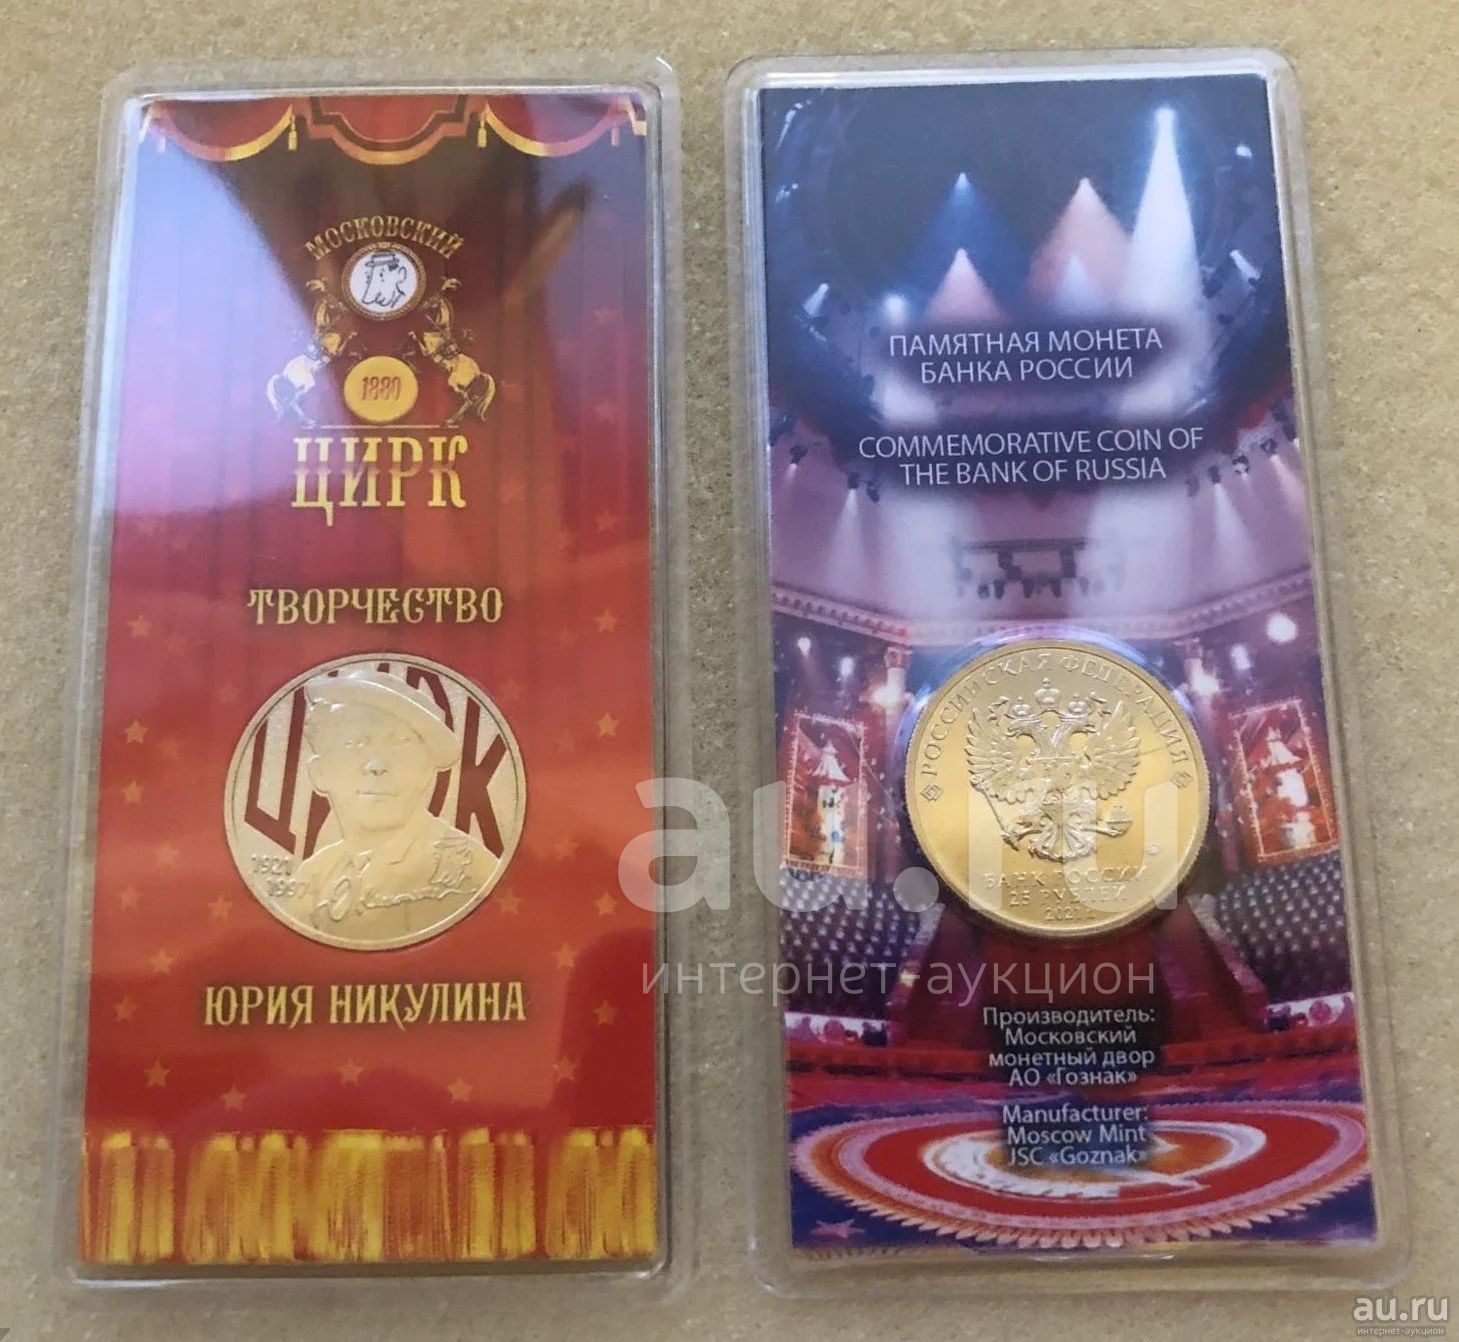 МОСКОВСКИЙ
1880
ЦИРК
ТВОРЧЕСТВО
ЦИРК
1921
1997
ЮРИЯ НИКУЛИНА
ПАМЯТНАЯ МОНЕТА
БАНКА РОССИИ
COMMEMORATIVE COIN OF
THE BANK OF RUSSIA
РОССИЙСКАЯ ФЕДЕРАЦИЯ
БАНК РОССИИ
25 РУБЛЕЙ
2021 г.
Производитель:
Московский
монетный двор
АО «Гознак»
Manufacturer:
Moscow Mint
JSC «Goznak»
au.ru
интернет-аукцион
au.ru
интернет-аукцион